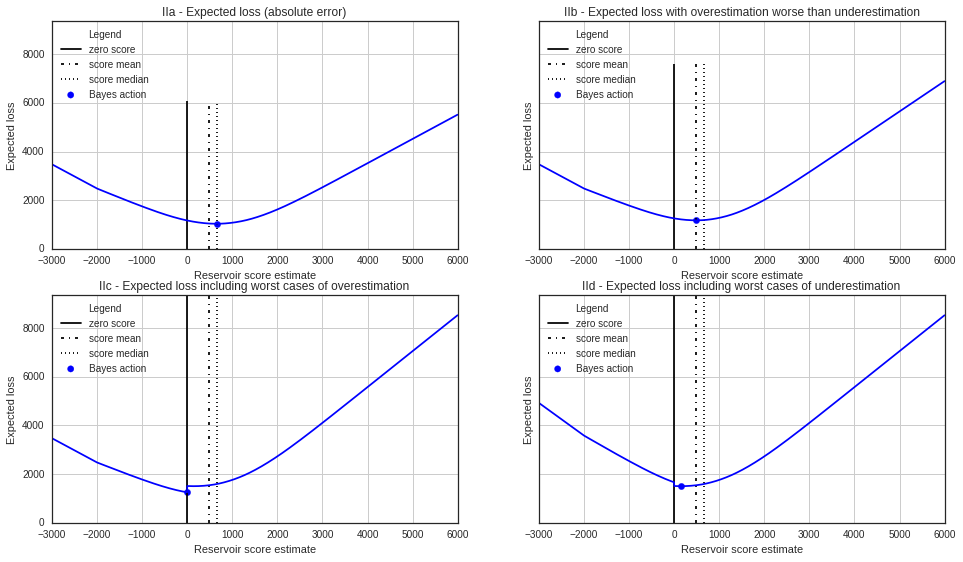 IIa - Expected loss (absolute error)
Legend
zero score
score mean
score median
Bayes action
Expected loss
8000
6000
4000
2000
0
−3000 −2000 −1000 0 1000 2000 3000 4000 5000 6000
Reservoir score estimate
IIb - Expected loss with overestimation worse than underestimation
Legend
zero score
score mean
score median
Bayes action
Expected loss
−3000 −2000 −1000 0 1000 2000 3000 4000 5000 6000
Reservoir score estimate
IIc - Expected loss including worst cases of overestimation
Legend
zero score
score mean
score median
Bayes action
Expected loss
8000
6000
4000
2000
0
−3000 −2000 −1000 0 1000 2000 3000 4000 5000 6000
Reservoir score estimate
IId - Expected loss including worst cases of underestimation
Legend
zero score
score mean
score median
Bayes action
Expected loss
−3000 −2000 −1000 0 1000 2000 3000 4000 5000 6000
Reservoir score estimate